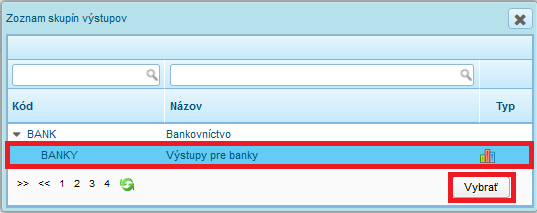 Zoznam skupín výstupov
Kód Názov Typ
BANK Bankovníctvo
BANKY Výstupy pre banky
>> << 1 2 3 4
Vybrať